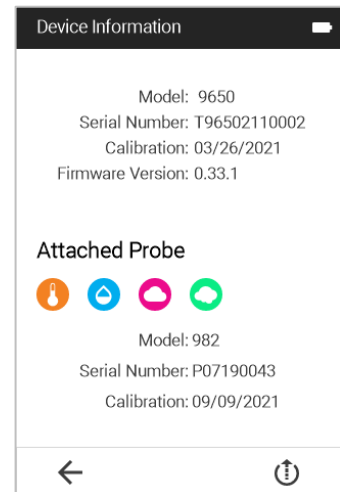 Device Information
Model: 9650
Serial Number: T96502110002
Calibration: 03/26/2021
Firmware Version: 0.33.1
Attached Probe
Model: 982
Serial Number: P07190043
Calibration: 09/09/2021